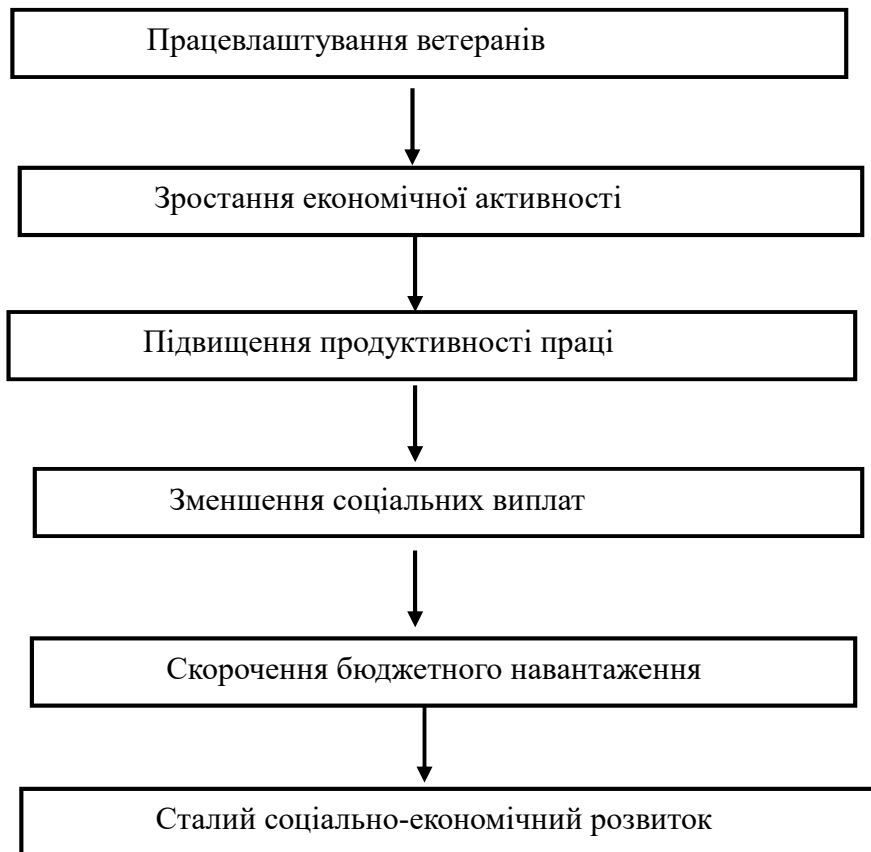 Працевлаштування ветеранів
Зростання економічної активності
Підвищення продуктивності праці
Зменшення соціальних виплат
Скорочення бюджетного навантаження
Сталий соціально-економічний розвиток